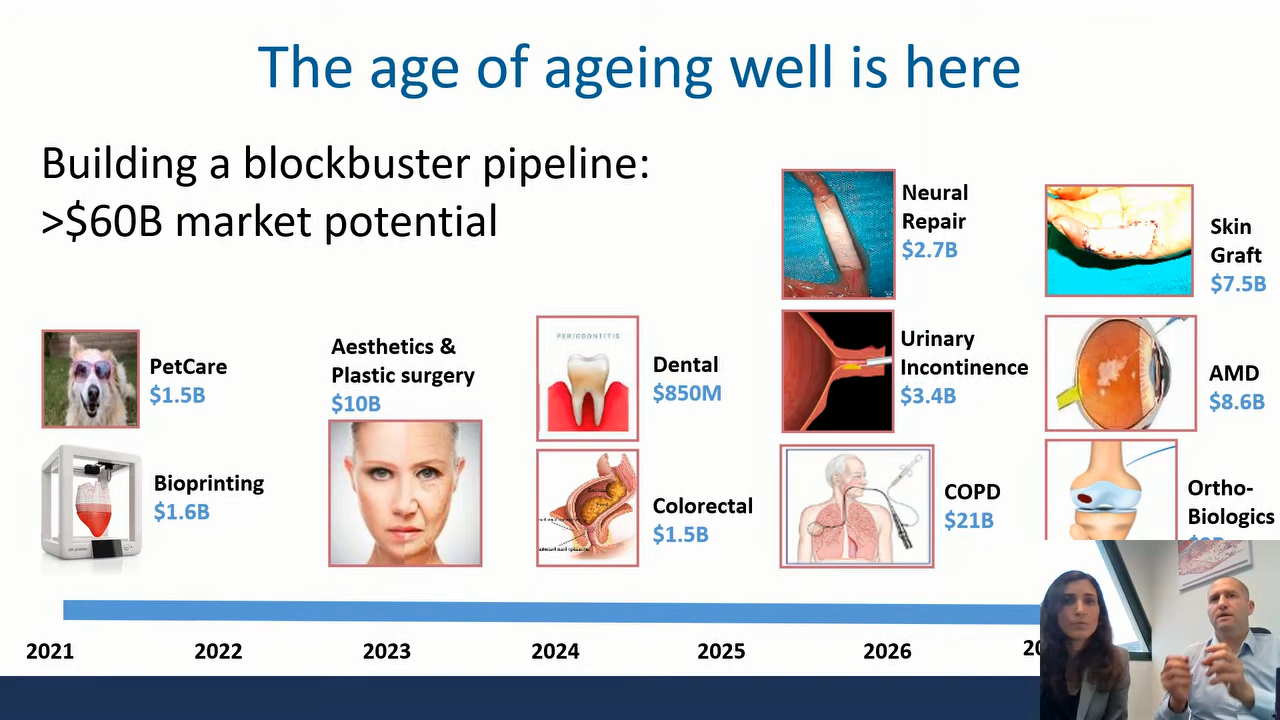 The age of ageing well is here
Building a blockbuster pipeline:
>$60B market potential
PetCare
$1.5B
Bioprinting
$1.6B
Aesthetics &
Plastic surgery
$10B
PERIODONTITIS
Dental
$850M
Colorectal
$1.5B
Neural
Repair
$2.7B
Urinary
Incontinence
$3.4B
COPD
$21B
Skin
Graft
$7.5B
AMD
$8.6B
Ortho-
Biologics
2021
2022
2023
2024
2025
2026